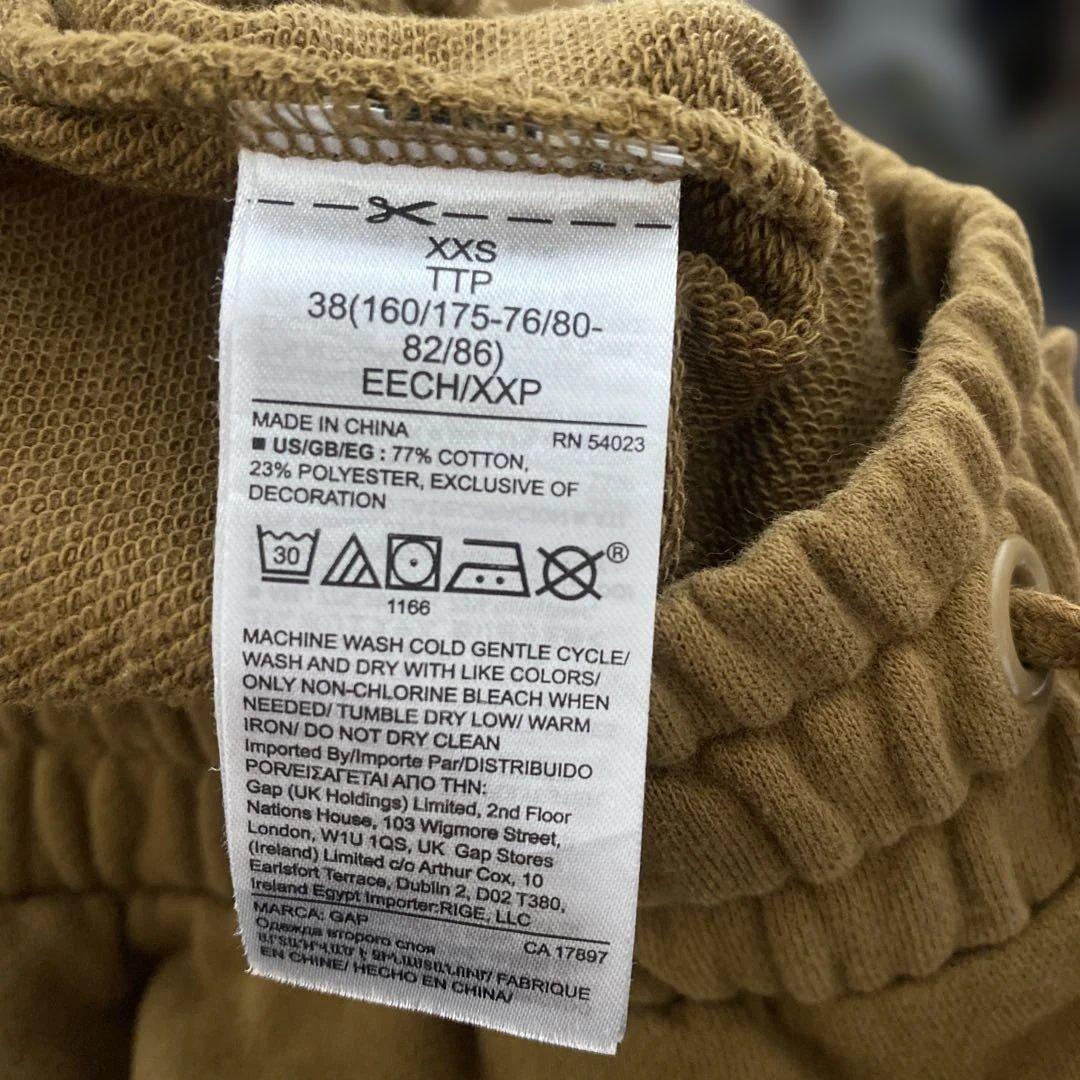 XXS
TTP
38(160/175-76/80-
82/86)
EECH/XXP
MADE IN CHINA RN 54023
■ US/GB/EG : 77% COTTON,
23% POLYESTER, EXCLUSIVE OF
DECORATION
30 ®
1166
MACHINE WASH COLD GENTLE CYCLE/
WASH AND DRY WITH LIKE COLORS/
ONLY NON-CHLORINE BLEACH WHEN
NEEDED/ TUMBLE DRY LOW/ WARM
IRON/ DO NOT DRY CLEAN
Imported By/Importe Par/DISTRIBUIDO
POR/ΕΙΣΑΓΕΤΑΙ ΑΠΟ ΤΗΝ:
Gap (UK Holdings) Limited, 2nd Floor
Nations House, 103 Wigmore Street,
London, W1U 1QS, UK Gap Stores
(Ireland) Limited c/o Arthur Cox, 10
Earlsfort Terrace, Dublin 2, D02 T380,
Ireland Egypt Importer:RIGE, LLC
MARCA: GAP CA 17897
Одежда второго слоя
FABRIQUE
EN CHINE/ HECHO EN CHINA/